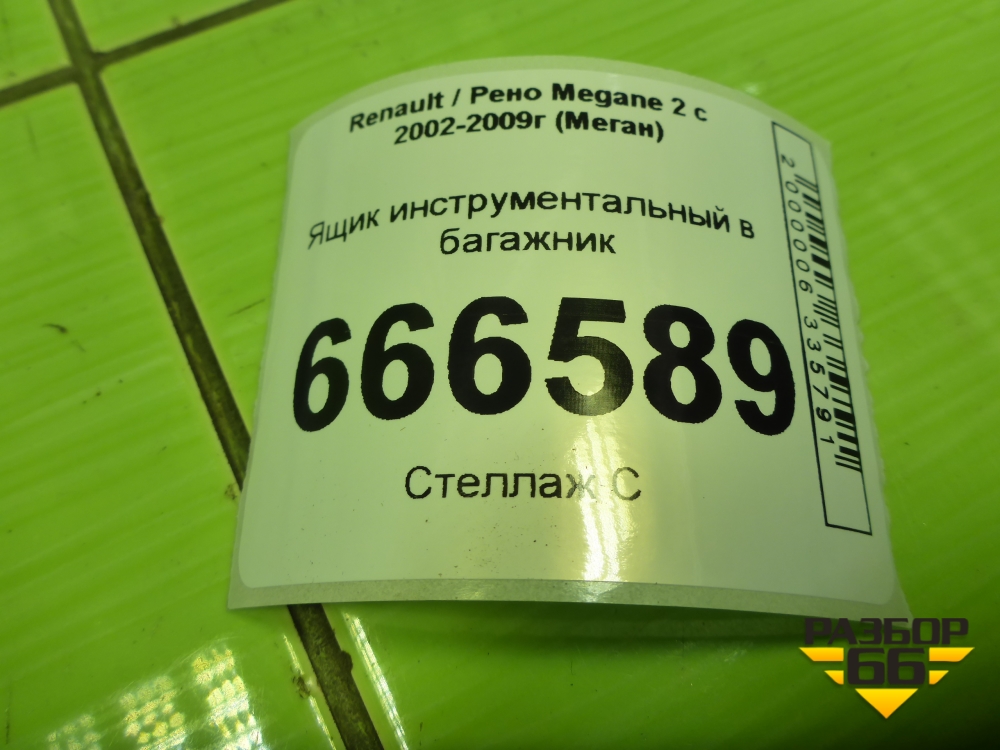 Renault / Рено Megane 2 с
2002-2009г (Меган)
Ящик инструментальный в
багажник
666589
Стеллаж С
2000006335791
РАЗБОР
66